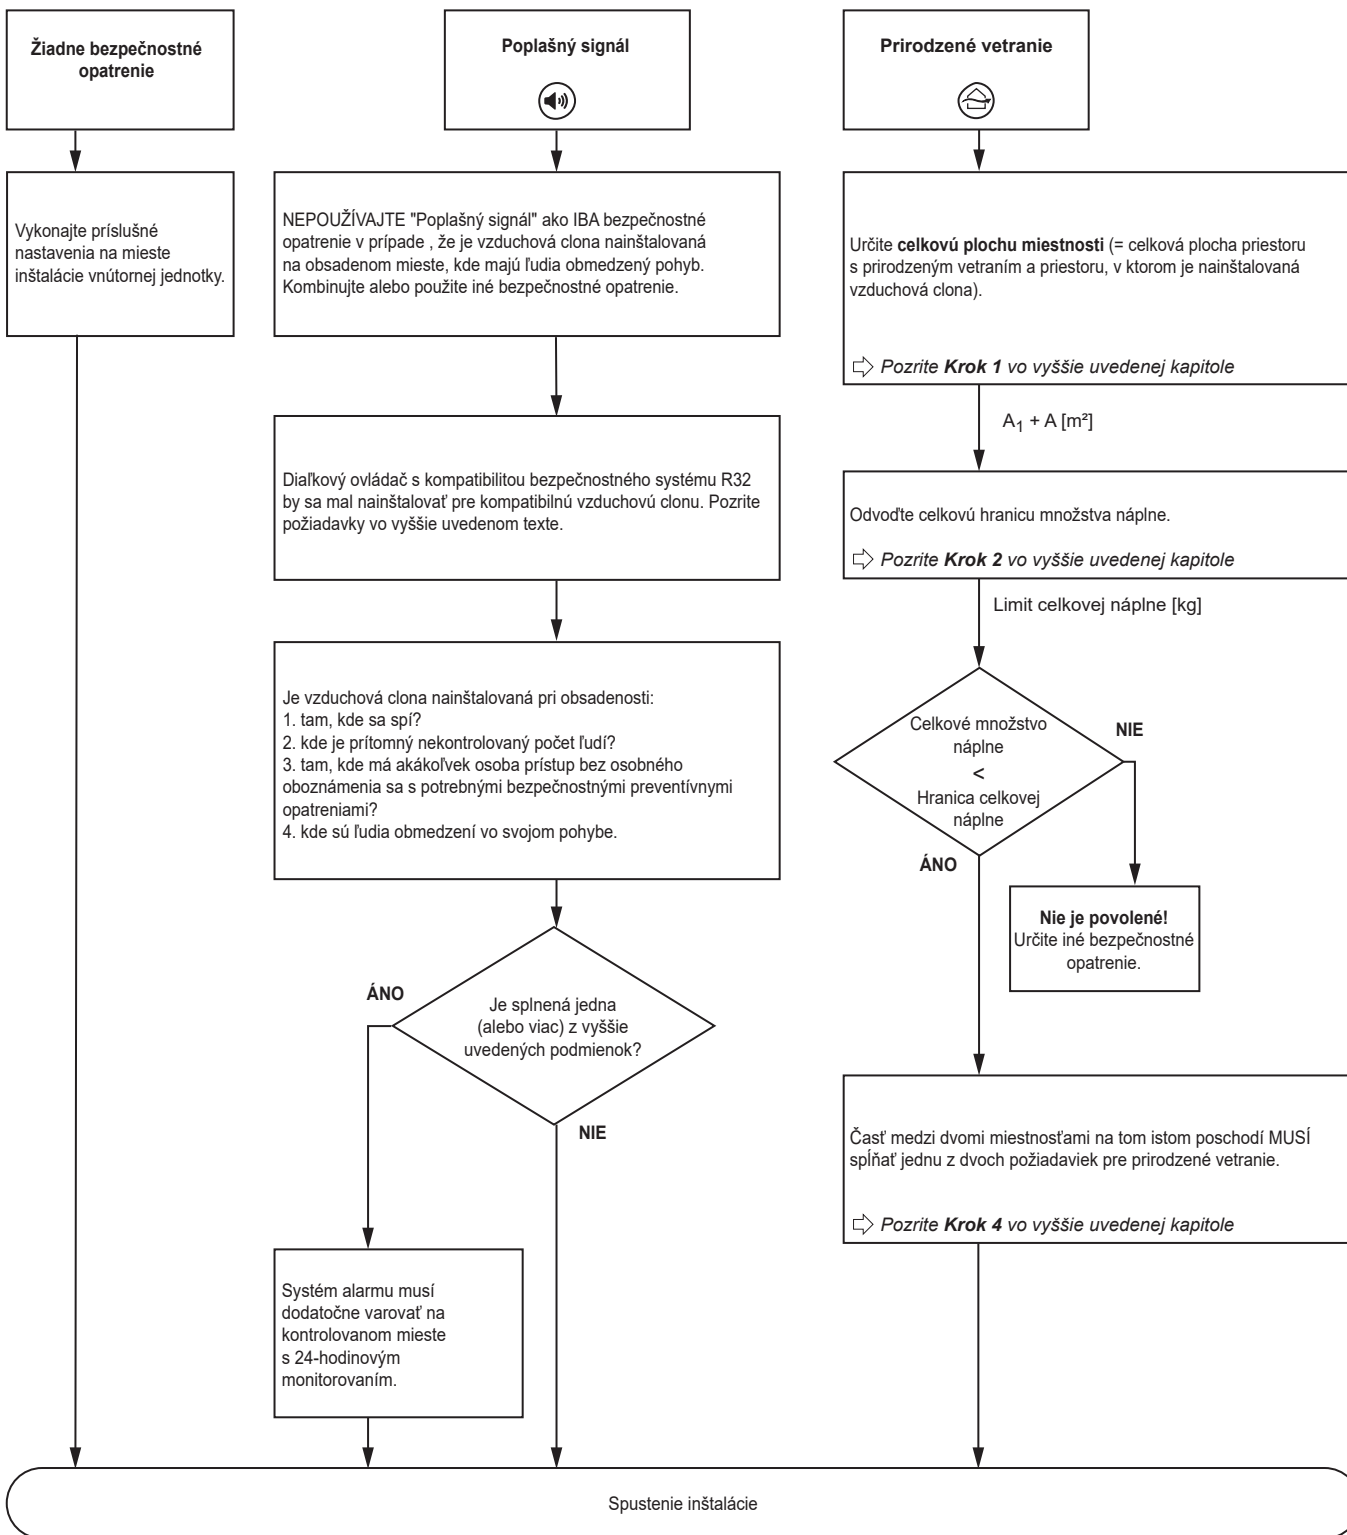 Žiadne bezpečnostné
opatrenie
Vykonajte príslušné
nastavenia na mieste
inštalácie vnútornej jednotky.
Poplašný signál
NEPOUŽÍVAJTE "Poplašný signál" ako IBA bezpečnostné
opatrenie v prípade , že je vzduchová clona nainštalovaná
na obsadenom mieste, kde majú ľudia obmedzený pohyb.
Kombinujte alebo použite iné bezpečnostné opatrenie.
Diaľkový ovládač s kompatibilitou bezpečnostného systému R32
by sa mal nainštalovať pre kompatibilnú vzduchovú clonu. Pozrite
požiadavky vo vyššie uvedenom texte.
Je vzduchová clona nainštalovaná pri obsadenosti:
1. tam, kde sa spí?
2. kde je prítomný nekontrolovaný počet ľudí?
3. tam, kde má akákoľvek osoba prístup bez osobného
oboznámenia sa s potrebnými bezpečnostnými preventívnymi
opatreniami?
4. kde sú ľudia obmedzení vo svojom pohybe.
Je splnená jedna
(alebo viac) z vyššie
uvedených podmienok?
ÁNO
NIE
Systém alarmu musí
dodatočne varovať na
kontrolovanom mieste
s 24-hodinovým
monitorovaním.
Prirodzené vetranie
Určite celkovú plochu miestnosti (= celková plocha priestoru
s prirodzeným vetraním a priestoru, v ktorom je nainštalovaná
vzduchová clona).
⇨ Pozrite Krok 1 vo vyššie uvedenej kapitole
A₁ + A [m²]
Odvoďte celkovú hranicu množstva náplne.
⇨ Pozrite Krok 2 vo vyššie uvedenej kapitole
Limit celkovej náplne [kg]
Celkové množstvo
náplne
<
Hranica celkovej
náplne
NIE
ÁNO
Nie je povolené!
Určite iné bezpečnostné
opatrenie.
Časť medzi dvomi miestnosťami na tom istom poschodí MUSÍ
spĺňať jednu z dvoch požiadaviek pre prirodzené vetranie.
⇨ Pozrite Krok 4 vo vyššie uvedenej kapitole
Spustenie inštalácie